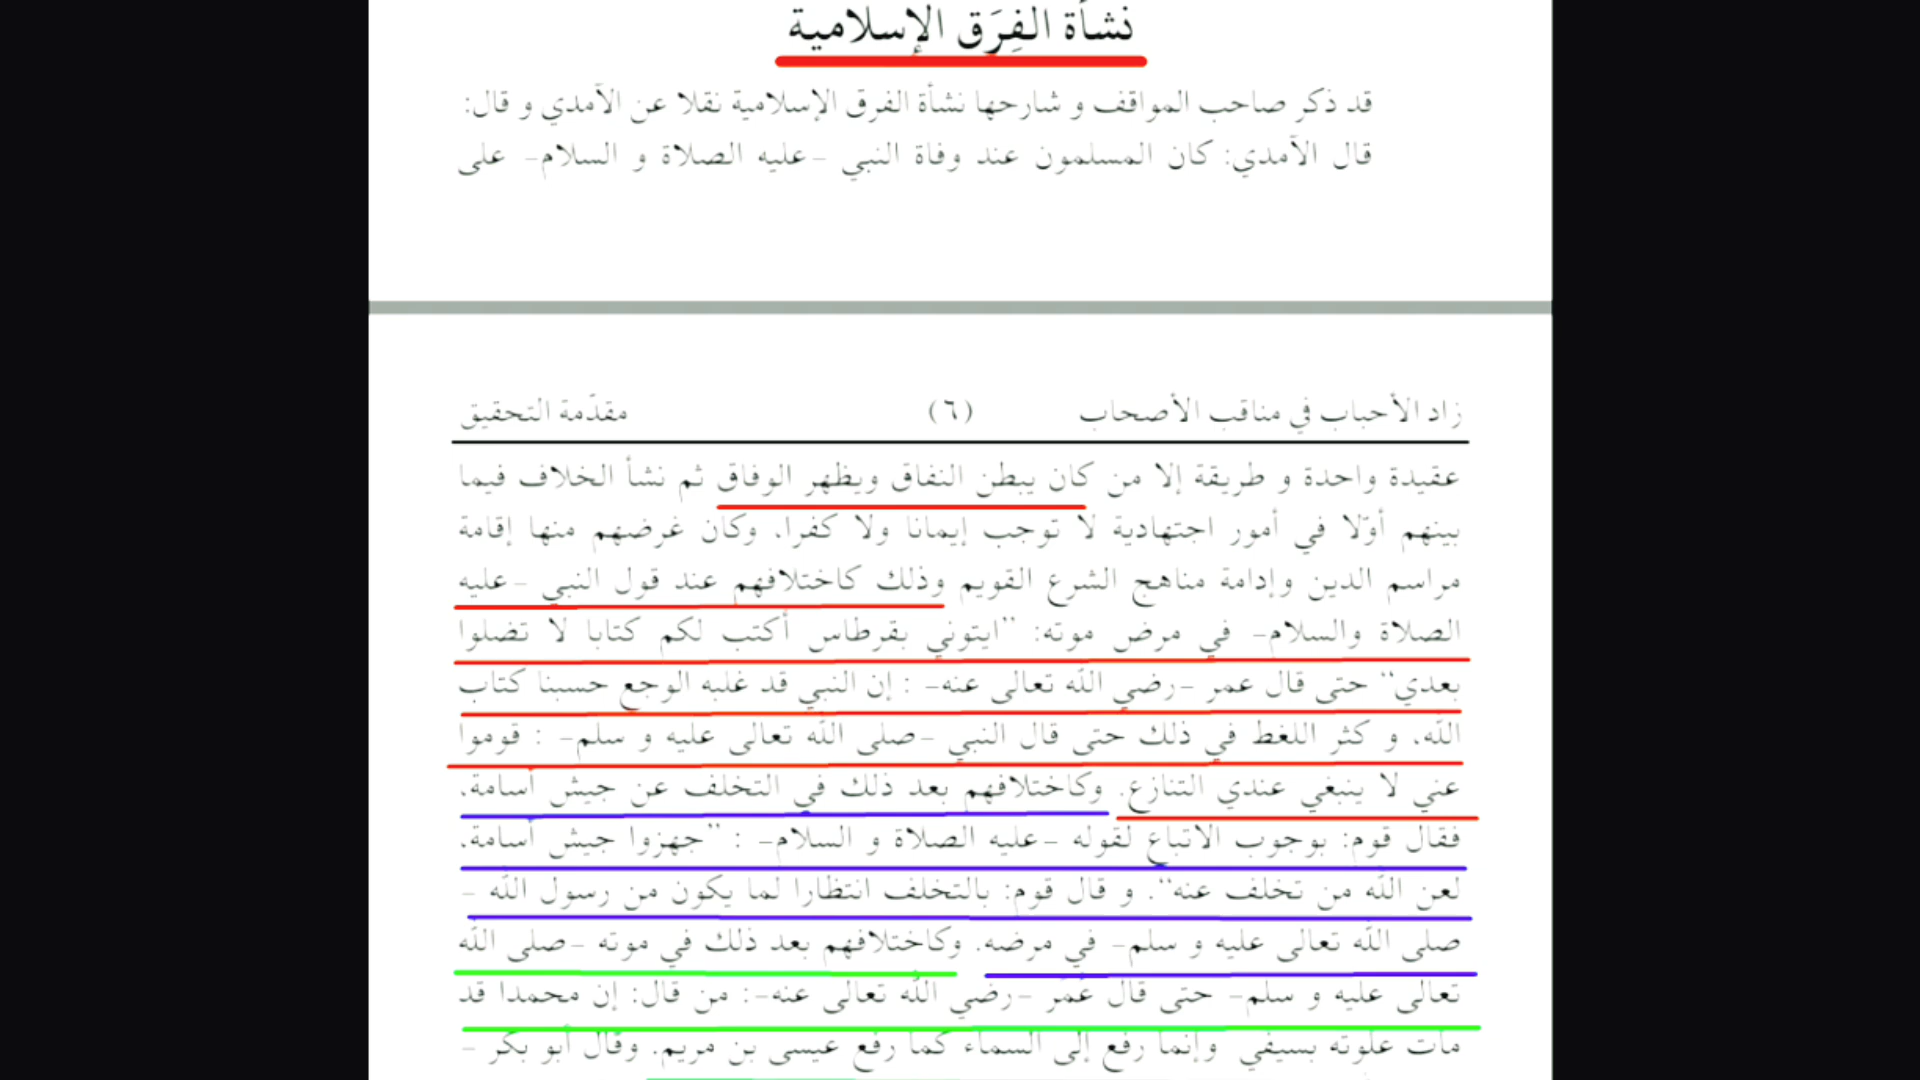 نشأة الفِرَق الإسلامية
قد ذكر صاحب المواقف و شارحها نشأة الفرق الإسلامية نقلا عن الآمدي و قال:
قال الآمدي: كان المسلمون عند وفاة النبي –عليه الصلاة و السلام– على
زاد الأحباب في مناقب الأصحاب (٦) مقدّمة التحقيق
عقيدة واحدة و طريقة إلا من كان يبطن النفاق ويظهر الوفاق ثم نشأ الخلاف فيما
بينهم أوّلا في أمور اجتهادية لا توجب إيمانا ولا كفرا، وكان غرضهم منها إقامة
مراسم الدين وإدامة مناهج الشرع القويم وذلك كاختلافهم عند قول النبي –عليه
الصلاة والسلام– في مرض موته: "ايتوني بقرطاس أكتب لكم كتابا لا تضلوا
بعدي" حتى قال عمر –رضي الله تعالى عنه– : إن النبي قد غلبه الوجع حسبنا كتاب
الله، و كثر اللغط في ذلك حتى قال النبي –صلى الله تعالى عليه و سلم– : قوموا
عني لا ينبغي عندي التنازع. وكاختلافهم بعد ذلك في التخلف عن جيش أسامة،
فقال قوم: بوجوب الاتباع لقوله –عليه الصلاة و السلام– : "جهزوا جيش أسامة،
لعن الله من تخلف عنه". و قال قوم: بالتخلف انتظارا لما يكون من رسول الله –
صلى الله تعالى عليه و سلم– في مرضه. وكاختلافهم بعد ذلك في موته –صلى الله
تعالى عليه و سلم– حتى قال عمر –رضي الله تعالى عنه–: من قال: إن محمدا قد
مات علوته بسيفي وإنما رفع إلى السماء كما رفع عيسى بن مريم. وقال أبو بكر –